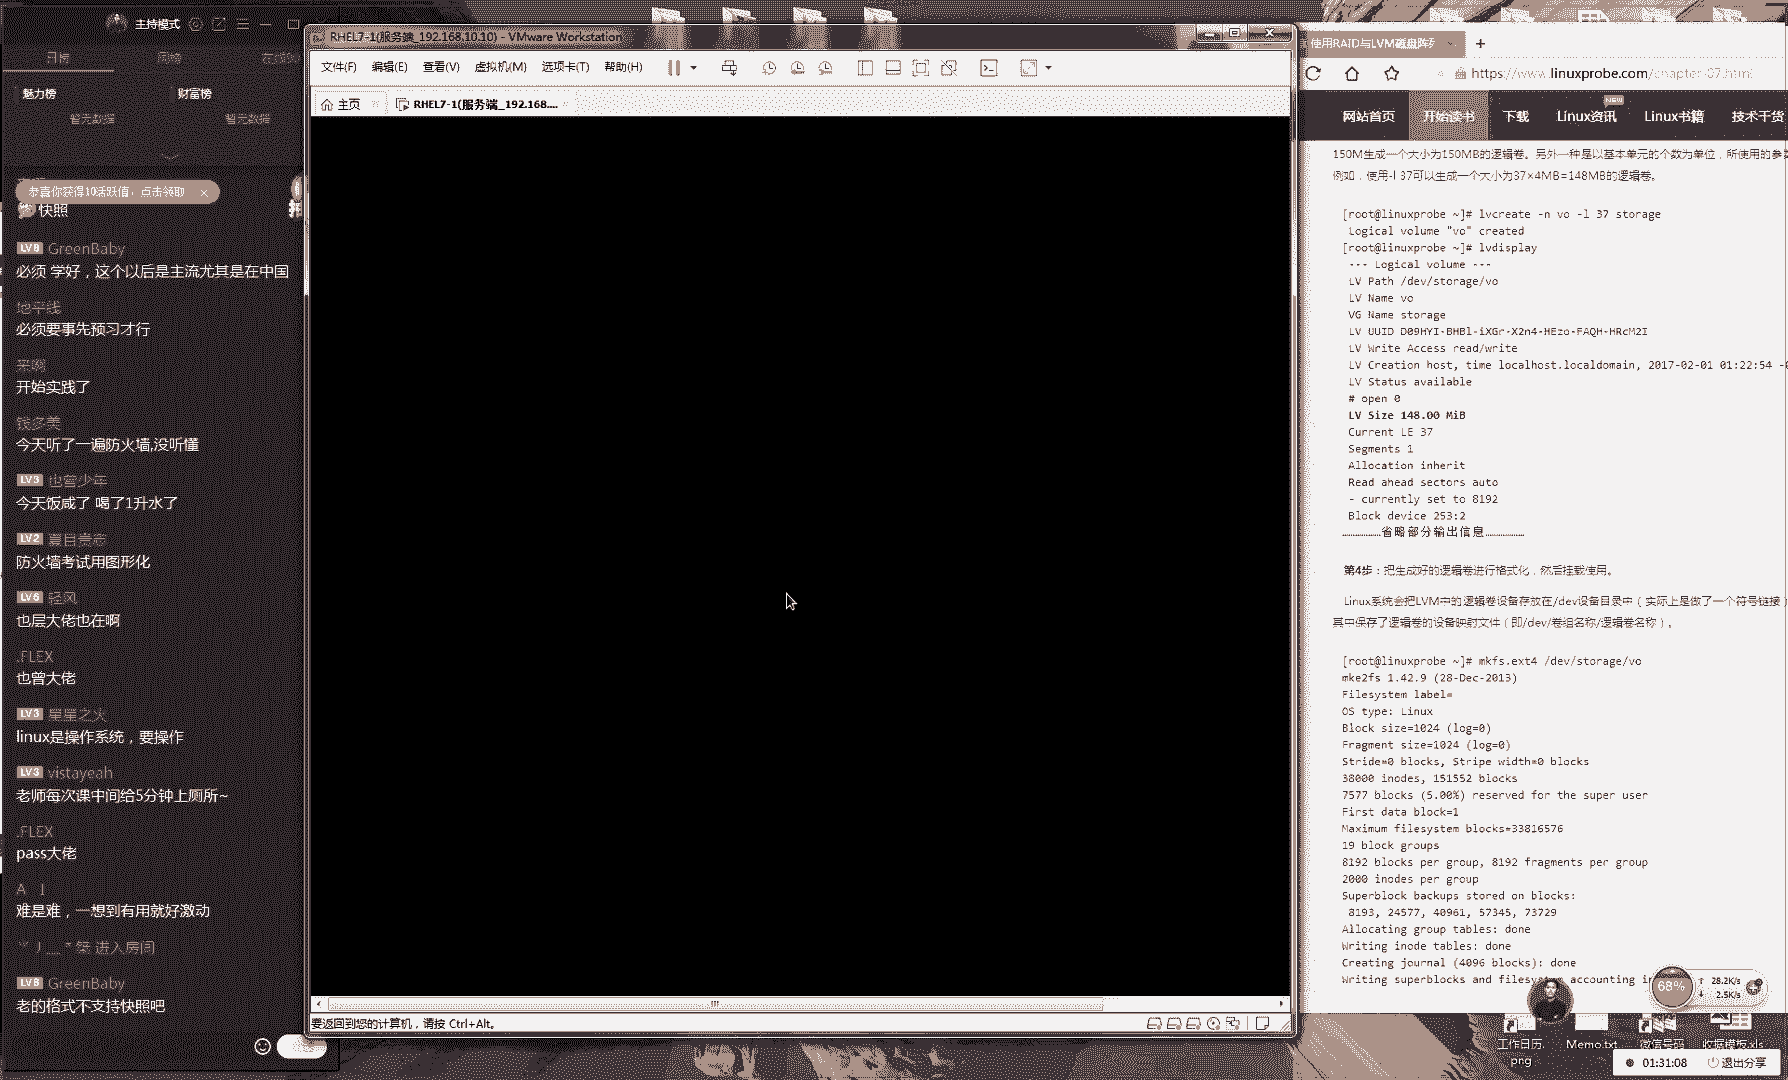 主持模式
日榜
在线
魅力榜
财富榜
暂无数据
暂无数据
恭喜你获得10活跃值，点击领取
快照
LV8 GreenBaby
必须 学好，这个以后是主流尤其是在中国
地平线
必须要事先预习才行
来啊
开始实践了
钱多美
今天听了一遍防火墙,没听懂
LV3 也曾少年
今天饭咸了 喝了1升水了
LV2 夏目贵志
防火墙考试用图形化
LV6 轻风
也层大佬也在啊
.FLEX
也曾大佬
LV3 星星之火
linux是操作系统，要操作
LV3 vistayeah
老师每次课中间给5分钟上厕所~
.FLEX
pass大佬
难是难，一想到有用就好激动
进入房间
LV8 GreenBaby
老的格式不支持快照吧
RHEL7-1(服务端_192.168.10.10) - VMware Workstation
文件(F) 编辑(E) 查看(V) 虚拟机(M) 选项卡(T) 帮助(H)
主页 RHEL7-1(服务端_192.168....
要返回到您的计算机，请按 Ctrl+Alt。
使用RAID与LVM磁盘阵列
https://www.linuxprobe.com/chapter-07.html
网站首页 开始读书 下载 Linux资讯 NEW Linux书籍 技术干货
150M生成一个大小为150MB的逻辑卷。另外一种是以基本单元的个数为单位，所使用的参
例如，使用-l 37可以生成一个大小为37×4MB=148MB的逻辑卷。
[root@linuxprobe ~]# lvcreate -n vo -l 37 storage
Logical volume "vo" created
[root@linuxprobe ~]# lvdisplay
--- Logical volume ---
LV Path /dev/storage/vo
LV Name vo
VG Name storage
LV UUID D09HYI-BHBl-iXGr-X2n4-HEzo-FAQH-HRcM2I
LV Write Access read/write
LV Creation host, time localhost.localdomain, 2017-02-01 01:22:54 -
LV Status available
# open 0
LV Size 148.00 MiB
Current LE 37
Segments 1
Allocation inherit
Read ahead sectors auto
- currently set to 8192
Block device 253:2
………………省略部分输出信息………………
第4步：把生成好的逻辑卷进行格式化，然后挂载使用。
Linux系统会把LVM中的逻辑卷设备存放在/dev设备目录中（实际上是做了一个符号链接）
其中保存了逻辑卷的设备映射文件（即/dev/卷组名称/逻辑卷名称）。
[root@linuxprobe ~]# mkfs.ext4 /dev/storage/vo
mke2fs 1.42.9 (28-Dec-2013)
Filesystem label=
OS type: Linux
Block size=1024 (log=0)
Fragment size=1024 (log=0)
Stride=0 blocks, Stripe width=0 blocks
38000 inodes, 151552 blocks
7577 blocks (5.00%) reserved for the super user
First data block=1
Maximum filesystem blocks=33816576
19 block groups
8192 blocks per group, 8192 fragments per group
2000 inodes per group
Superblock backups stored on blocks:
8193, 24577, 40961, 57345, 73729
Allocating group tables: done
Writing inode tables: done
Creating journal (4096 blocks): done
Writing superblocks and filesystem accounting
68%
28.2K/s
2.5K/s
工作日历.png
Memo.txt
微信号码
收据模板.xls
01:31:08 退出分享